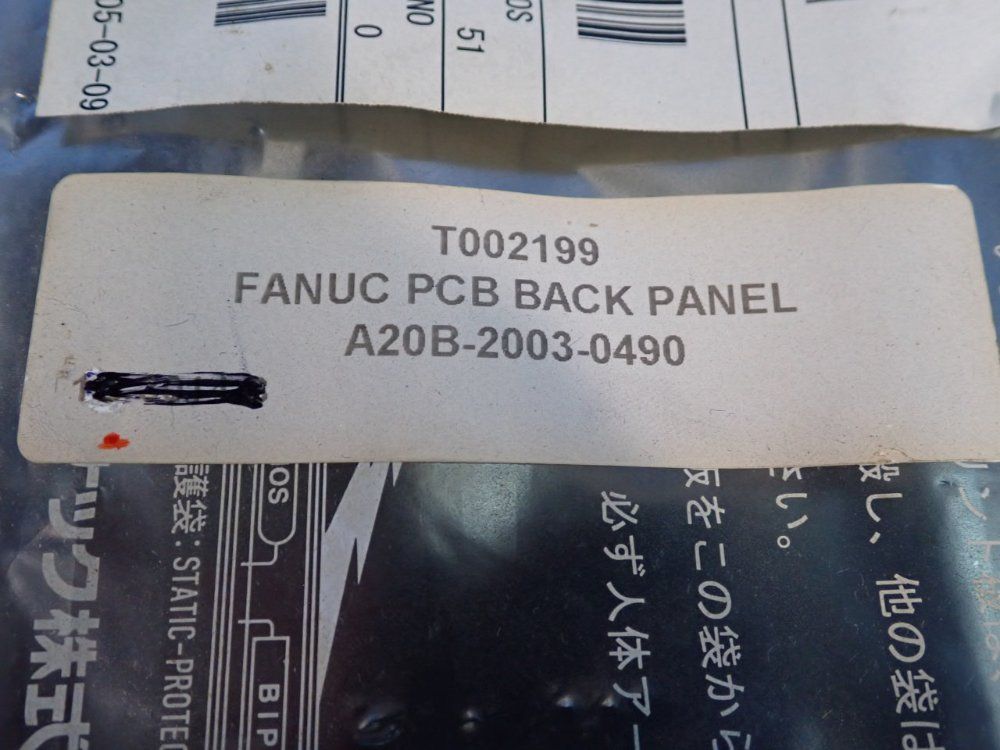 05-03-09
NO
0
OS
51
T002199
FANUC PCB BACK PANEL
A20B-2003-0490
ック株式
護袋:STATIC-PROTEC
OS
BIP
必ず人体ア
をこの袋から
さい。
し、他の袋は